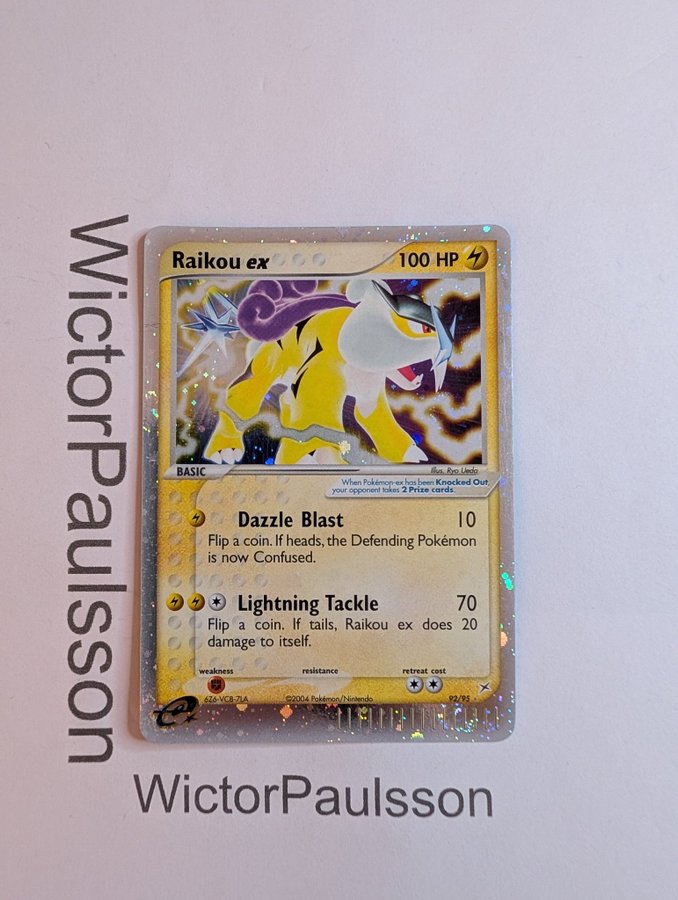 WictorPaulsson
Raikou ex 100 HP
BASIC
Illus. Ryo Ueda
When Pokémon-ex has been Knocked Out,
your opponent takes 2 Prize cards.
Dazzle Blast 10
Flip a coin. If heads, the Defending Pokémon
is now Confused.
Lightning Tackle 70
Flip a coin. If tails, Raikou ex does 20
damage to itself.
weakness resistance retreat cost
6Z6-VC8-7LA ©2004 Pokémon/Nintendo 92/95
e
WictorPaulsson